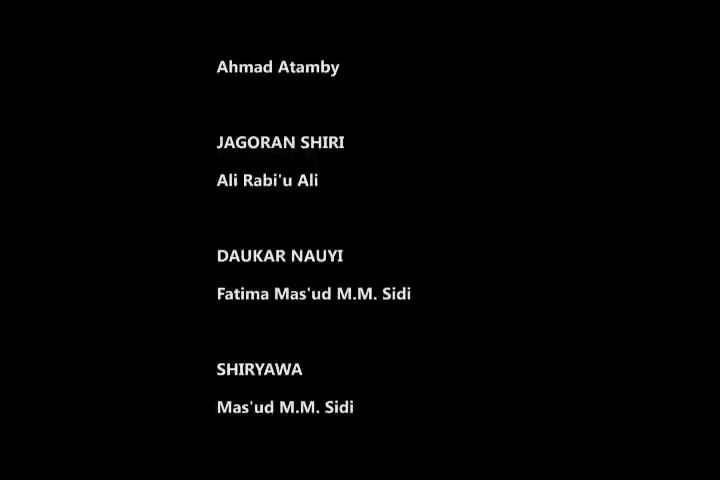 Ahmad Atamby
JAGORAN SHIRI
Ali Rabi'u Ali
DAUKAR NAUYI
Fatima Mas'ud M.M. Sidi
SHIRYAWA
Mas'ud M.M. Sidi